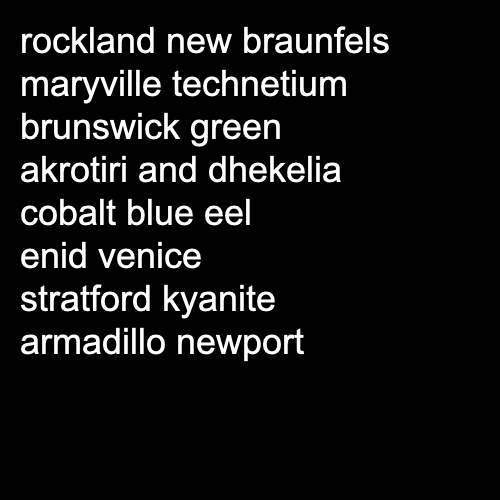 rockland new braunfels
maryville technetium
brunswick green
akrotiri and dhekelia
cobalt blue eel
enid venice
stratford kyanite
armadillo newport